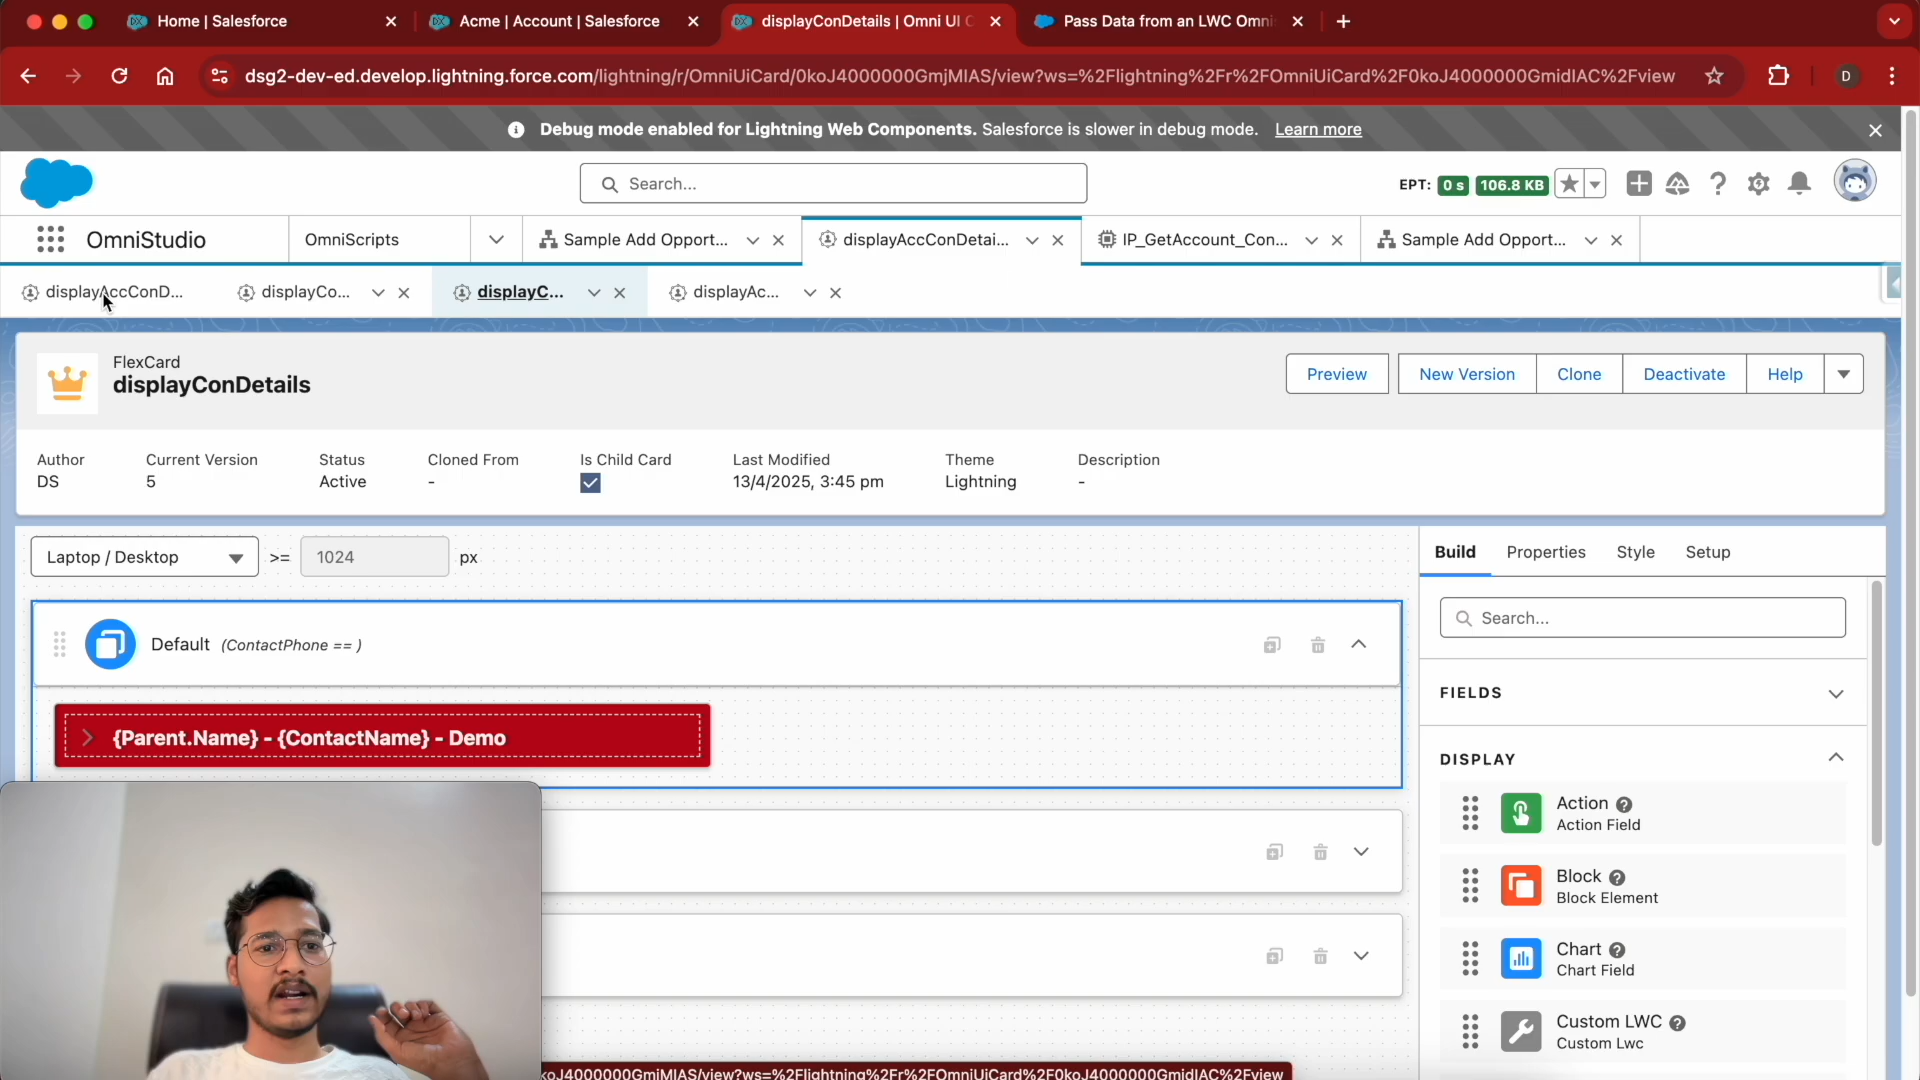 Home | Salesforce
Acme | Account | Salesforce
displayConDetails | Omni UI C
Pass Data from an LWC Omni
dsg2-dev-ed.develop.lightning.force.com/lightning/r/OmniUiCard/0koJ4000000GmjMIAS/view?ws=%2Flightning%2Fr%2FOmniUiCard%2F0koJ4000000GmidIAC%2Fview
D
Debug mode enabled for Lightning Web Components. Salesforce is slower in debug mode. Learn more
Search...
EPT: 0 s 106.8 KB
OmniStudio
OmniScripts
Sample Add Opport...
displayAccConDetai...
IP_GetAccount_Con...
Sample Add Opport...
displayAccConD...
displayCo...
displayC...
displayAc...
FlexCard
displayConDetails
Preview
New Version
Clone
Deactivate
Help
Author
Current Version
Status
Cloned From
Is Child Card
Last Modified
Theme
Description
DS
5
Active
-
13/4/2025, 3:45 pm
Lightning
-
Laptop / Desktop
>=
1024
px
Build
Properties
Style
Setup
Search...
Default (ContactPhone == )
FIELDS
{Parent.Name} - {ContactName} - Demo
DISPLAY
Action
Action Field
Block
Block Element
Chart
Chart Field
Custom LWC
Custom Lwc
koJ4000000GmjMIAS/view?ws=%2Flightning%2Fr%2FOmniUiCard%2F0koJ4000000GmidIAC%2Fview